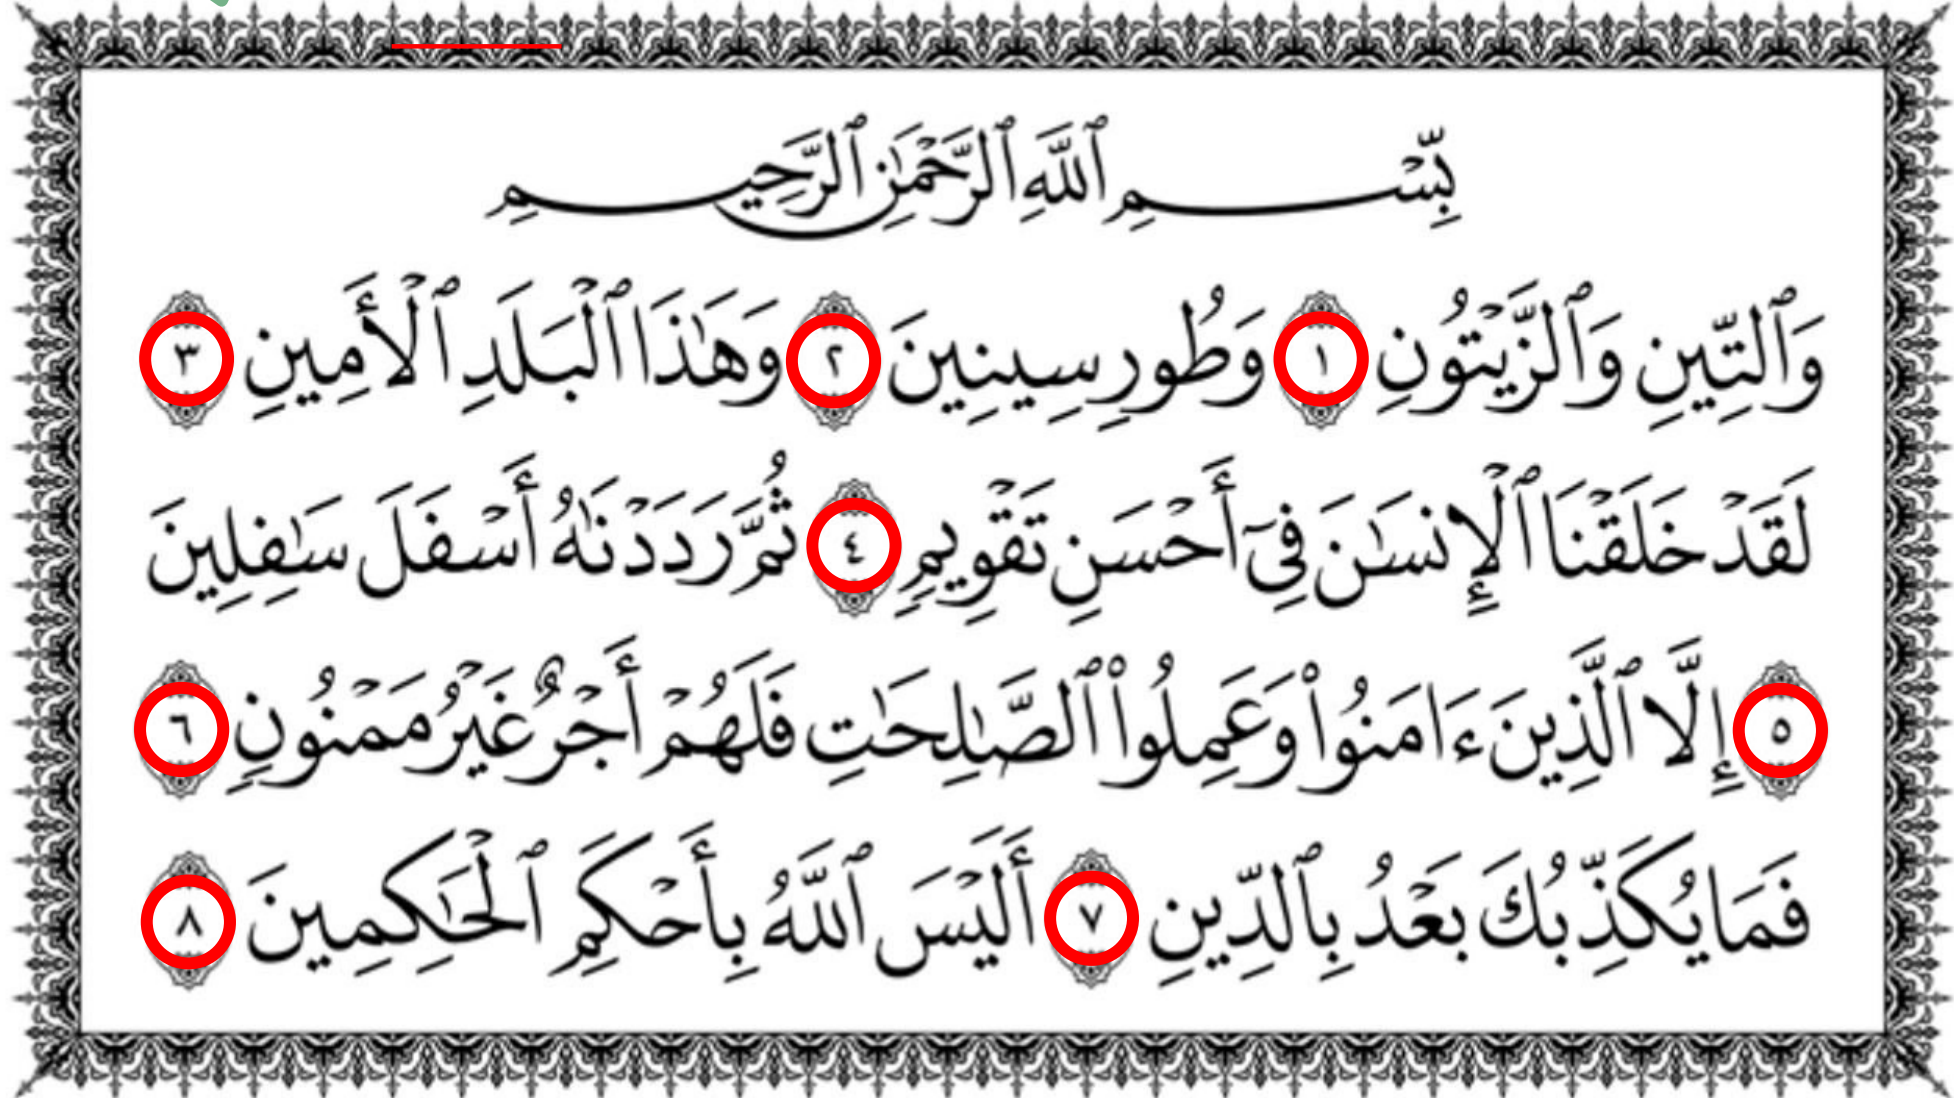 بِسْمِ ٱللَّهِ ٱلرَّحْمَٰنِ ٱلرَّحِيمِ
وَٱلتِّينِ وَٱلزَّيْتُونِ ١ وَطُورِ سِينِينَ ٢ وَهَٰذَا ٱلْبَلَدِ ٱلْأَمِينِ ٣
لَقَدْ خَلَقْنَا ٱلْإِنسَٰنَ فِىٓ أَحْسَنِ تَقْوِيمٍ ٤ ثُمَّ رَدَدْنَٰهُ أَسْفَلَ سَٰفِلِينَ
٥ إِلَّا ٱلَّذِينَ ءَامَنُوا۟ وَعَمِلُوا۟ ٱلصَّٰلِحَٰتِ فَلَهُمْ أَجْرٌ غَيْرُ مَمْنُونٍ ٦
فَمَا يُكَذِّبُكَ بَعْدُ بِٱلدِّينِ ٧ أَلَيْسَ ٱللَّهُ بِأَحْكَمِ ٱلْحَٰكِمِينَ ٨